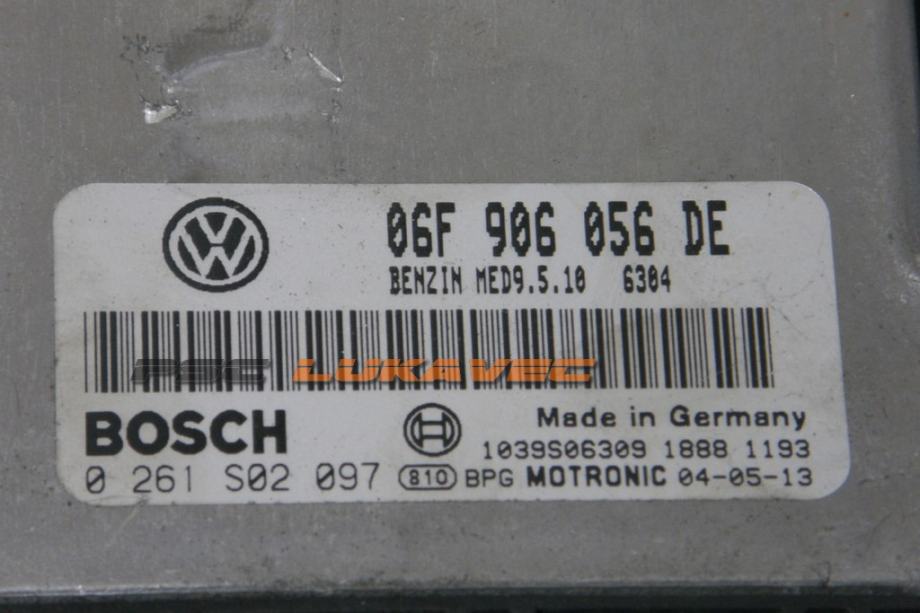 06F 906 056 DE
BENZIN MED9.5.10 6304
PSC LUKAVEC
BOSCH
Made in Germany
1039S06309 1888 1193
0 261 S02 097 810 BPG MOTRONIC 04-05-13